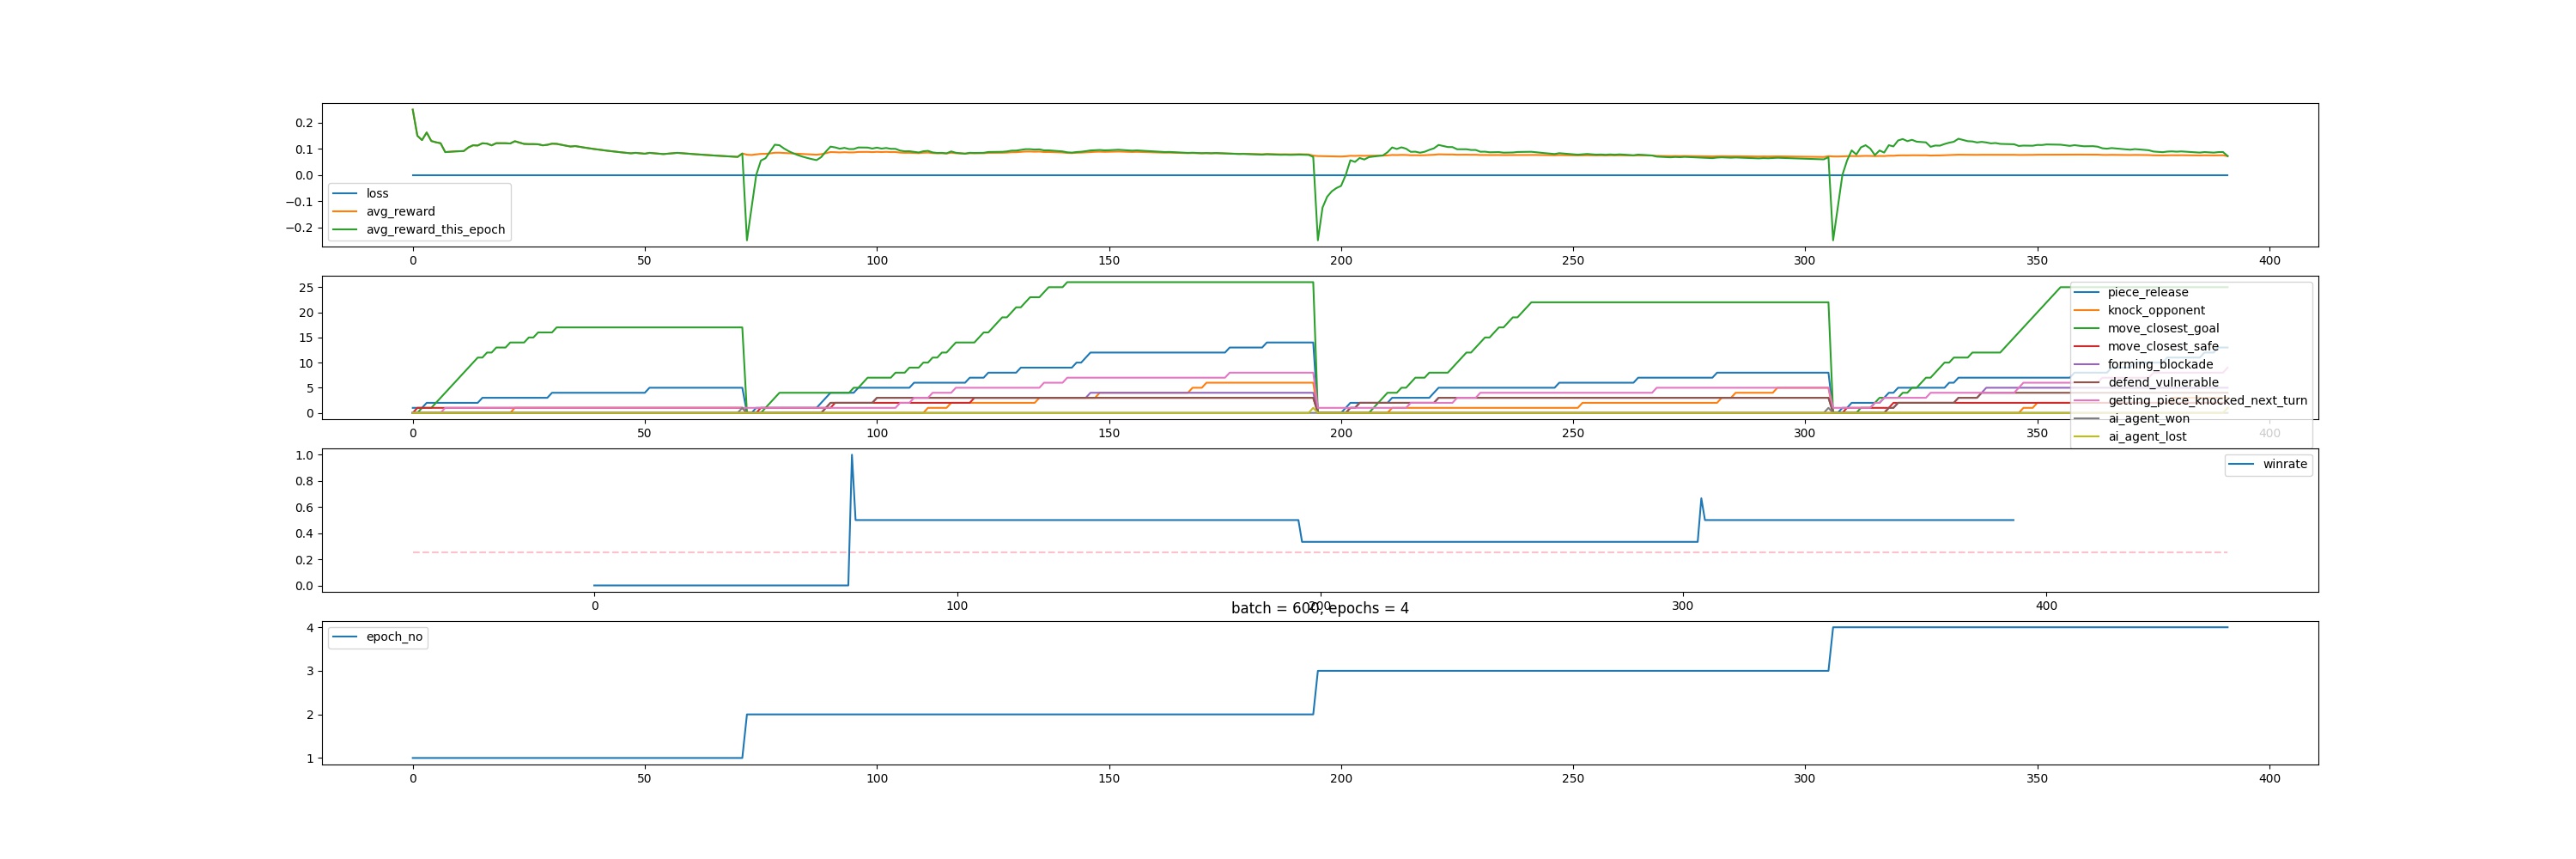 0.2
0.1
0.0
−0.1
−0.2
loss
avg_reward
avg_reward_this_epoch
0 50 100 150 200 250 300 350 400
25
20
15
10
5
0
piece_release
knock_opponent
move_closest_goal
move_closest_safe
forming_blockade
defend_vulnerable
getting_piece_knocked_next_turn
ai_agent_won
ai_agent_lost
0 50 100 150 200 250 300 350 400
1.0
0.8
0.6
0.4
0.2
0.0
winrate
0 100 200 300 400
batch = 600, epochs = 4
4
3
2
1
epoch_no
0 50 100 150 200 250 300 350 400